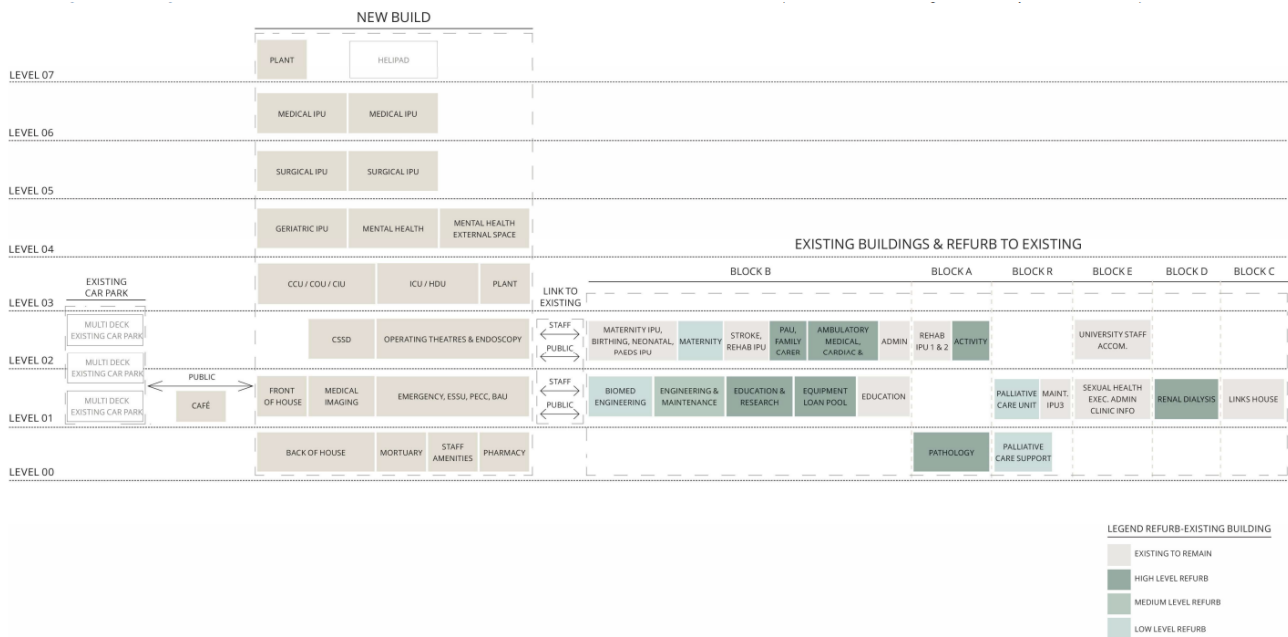 NEW BUILD
PLANT
HELIPAD
LEVEL 07
MEDICAL IPU
MEDICAL IPU
LEVEL 06
SURGICAL IPU
SURGICAL IPU
LEVEL 05
GERIATRIC IPU
MENTAL HEALTH
MENTAL HEALTH
EXTERNAL SPACE
LEVEL 04
EXISTING BUILDINGS & REFURB TO EXISTING
EXISTING
CAR PARK
CCU / COU / CIU
ICU / HDU
PLANT
LINK TO
EXISTING
BLOCK B
BLOCK A
BLOCK R
BLOCK E
BLOCK D
BLOCK C
LEVEL 03
MULTI DECK
EXISTING CAR PARK
CSSD
OPERATING THEATRES & ENDOSCOPY
STAFF
PUBLIC
MATERNITY IPU,
BIRTHING, NEONATAL,
PAEDS IPU
MATERNITY
STROKE,
REHAB IPU
PAU,
FAMILY
CARER
AMBULATORY
MEDICAL,
CARDIAC &
ADMIN
REHAB
IPU 1 & 2
ACTIVITY
UNIVERSITY STAFF
ACCOM.
LEVEL 02
MULTI DECK
EXISTING CAR PARK
PUBLIC
CAFÉ
MULTI DECK
EXISTING CAR PARK
FRONT
OF HOUSE
MEDICAL
IMAGING
EMERGENCY, ESSU, PECC, BAU
STAFF
PUBLIC
BIOMED
ENGINEERING
ENGINEERING &
MAINTENANCE
EDUCATION &
RESEARCH
EQUIPMENT
LOAN POOL
EDUCATION
PALLIATIVE
CARE UNIT
MAINT.
IPU3
SEXUAL HEALTH
EXEC. ADMIN
CLINIC INFO
RENAL DIALYSIS
LINKS HOUSE
LEVEL 01
BACK OF HOUSE
MORTUARY
STAFF
AMENITIES
PHARMACY
PATHOLOGY
PALLIATIVE
CARE SUPPORT
LEVEL 00
LEGEND REFURB-EXISTING BUILDING
EXISTING TO REMAIN
HIGH LEVEL REFURB
MEDIUM LEVEL REFURB
LOW LEVEL REFURB